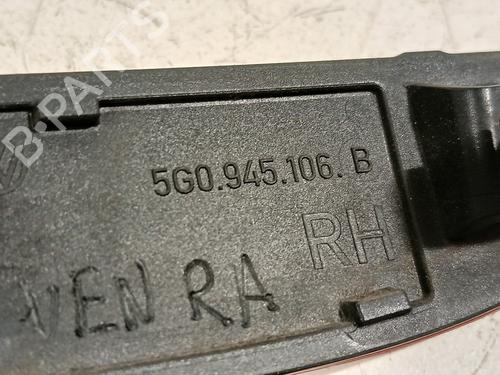 B-PARTS
5G0.945.106. B
RH
VEN RA